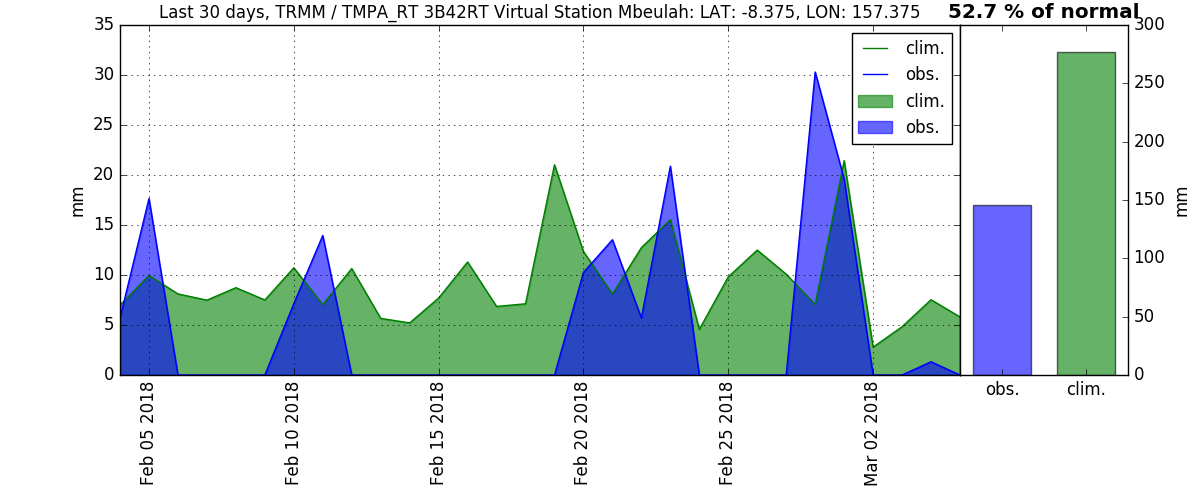 Last 30 days, TRMM / TMPA_RT 3B42RT Virtual Station Mbeulah: LAT: -8.375, LON: 157.375
52.7 % of normal
35
30
25
20
15
10
5
0
mm
clim.
obs.
clim.
obs.
Feb 05 2018
Feb 10 2018
Feb 15 2018
Feb 20 2018
Feb 25 2018
Mar 02 2018
300
250
200
150
100
50
0
mm
obs.
clim.